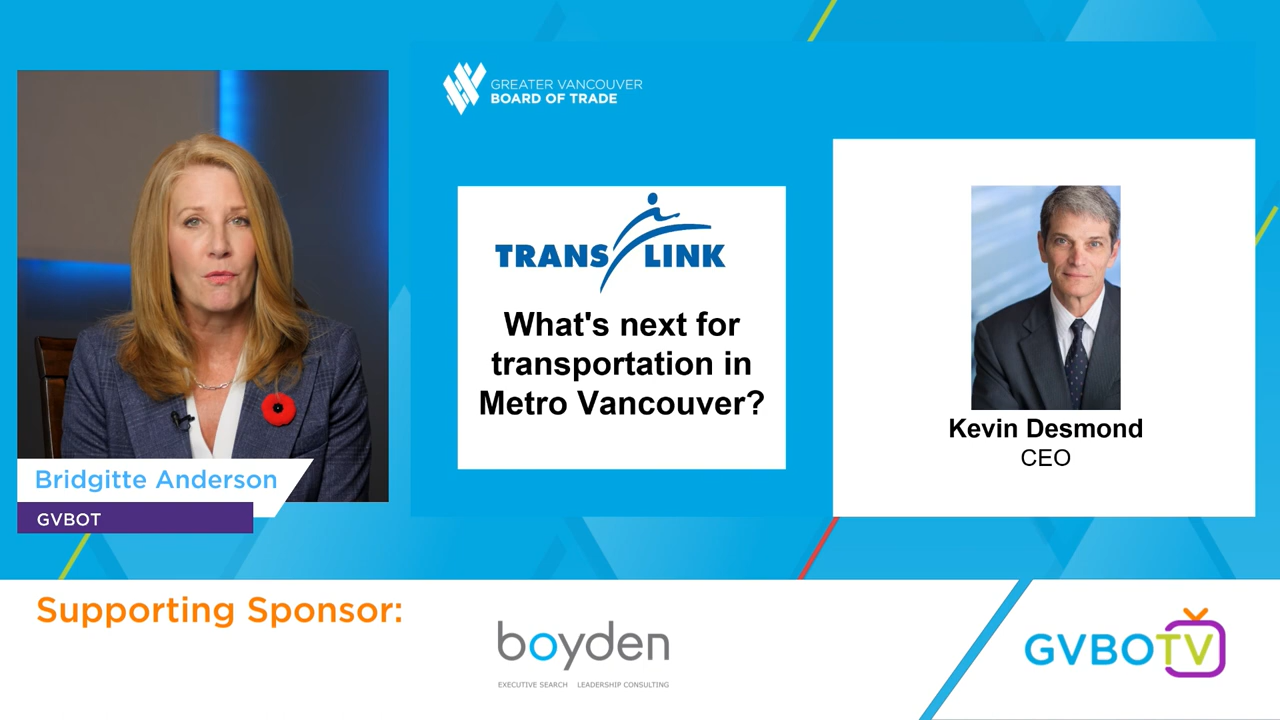 GREATER VANCOUVER
BOARD OF TRADE
TRANS LINK
What's next for
transportation in
Metro Vancouver?
Kevin Desmond
CEO
Bridgitte Anderson
GVBOT
Supporting Sponsor:
boyden
EXECUTIVE SEARCH LEADERSHIP CONSULTING
GVBOTV